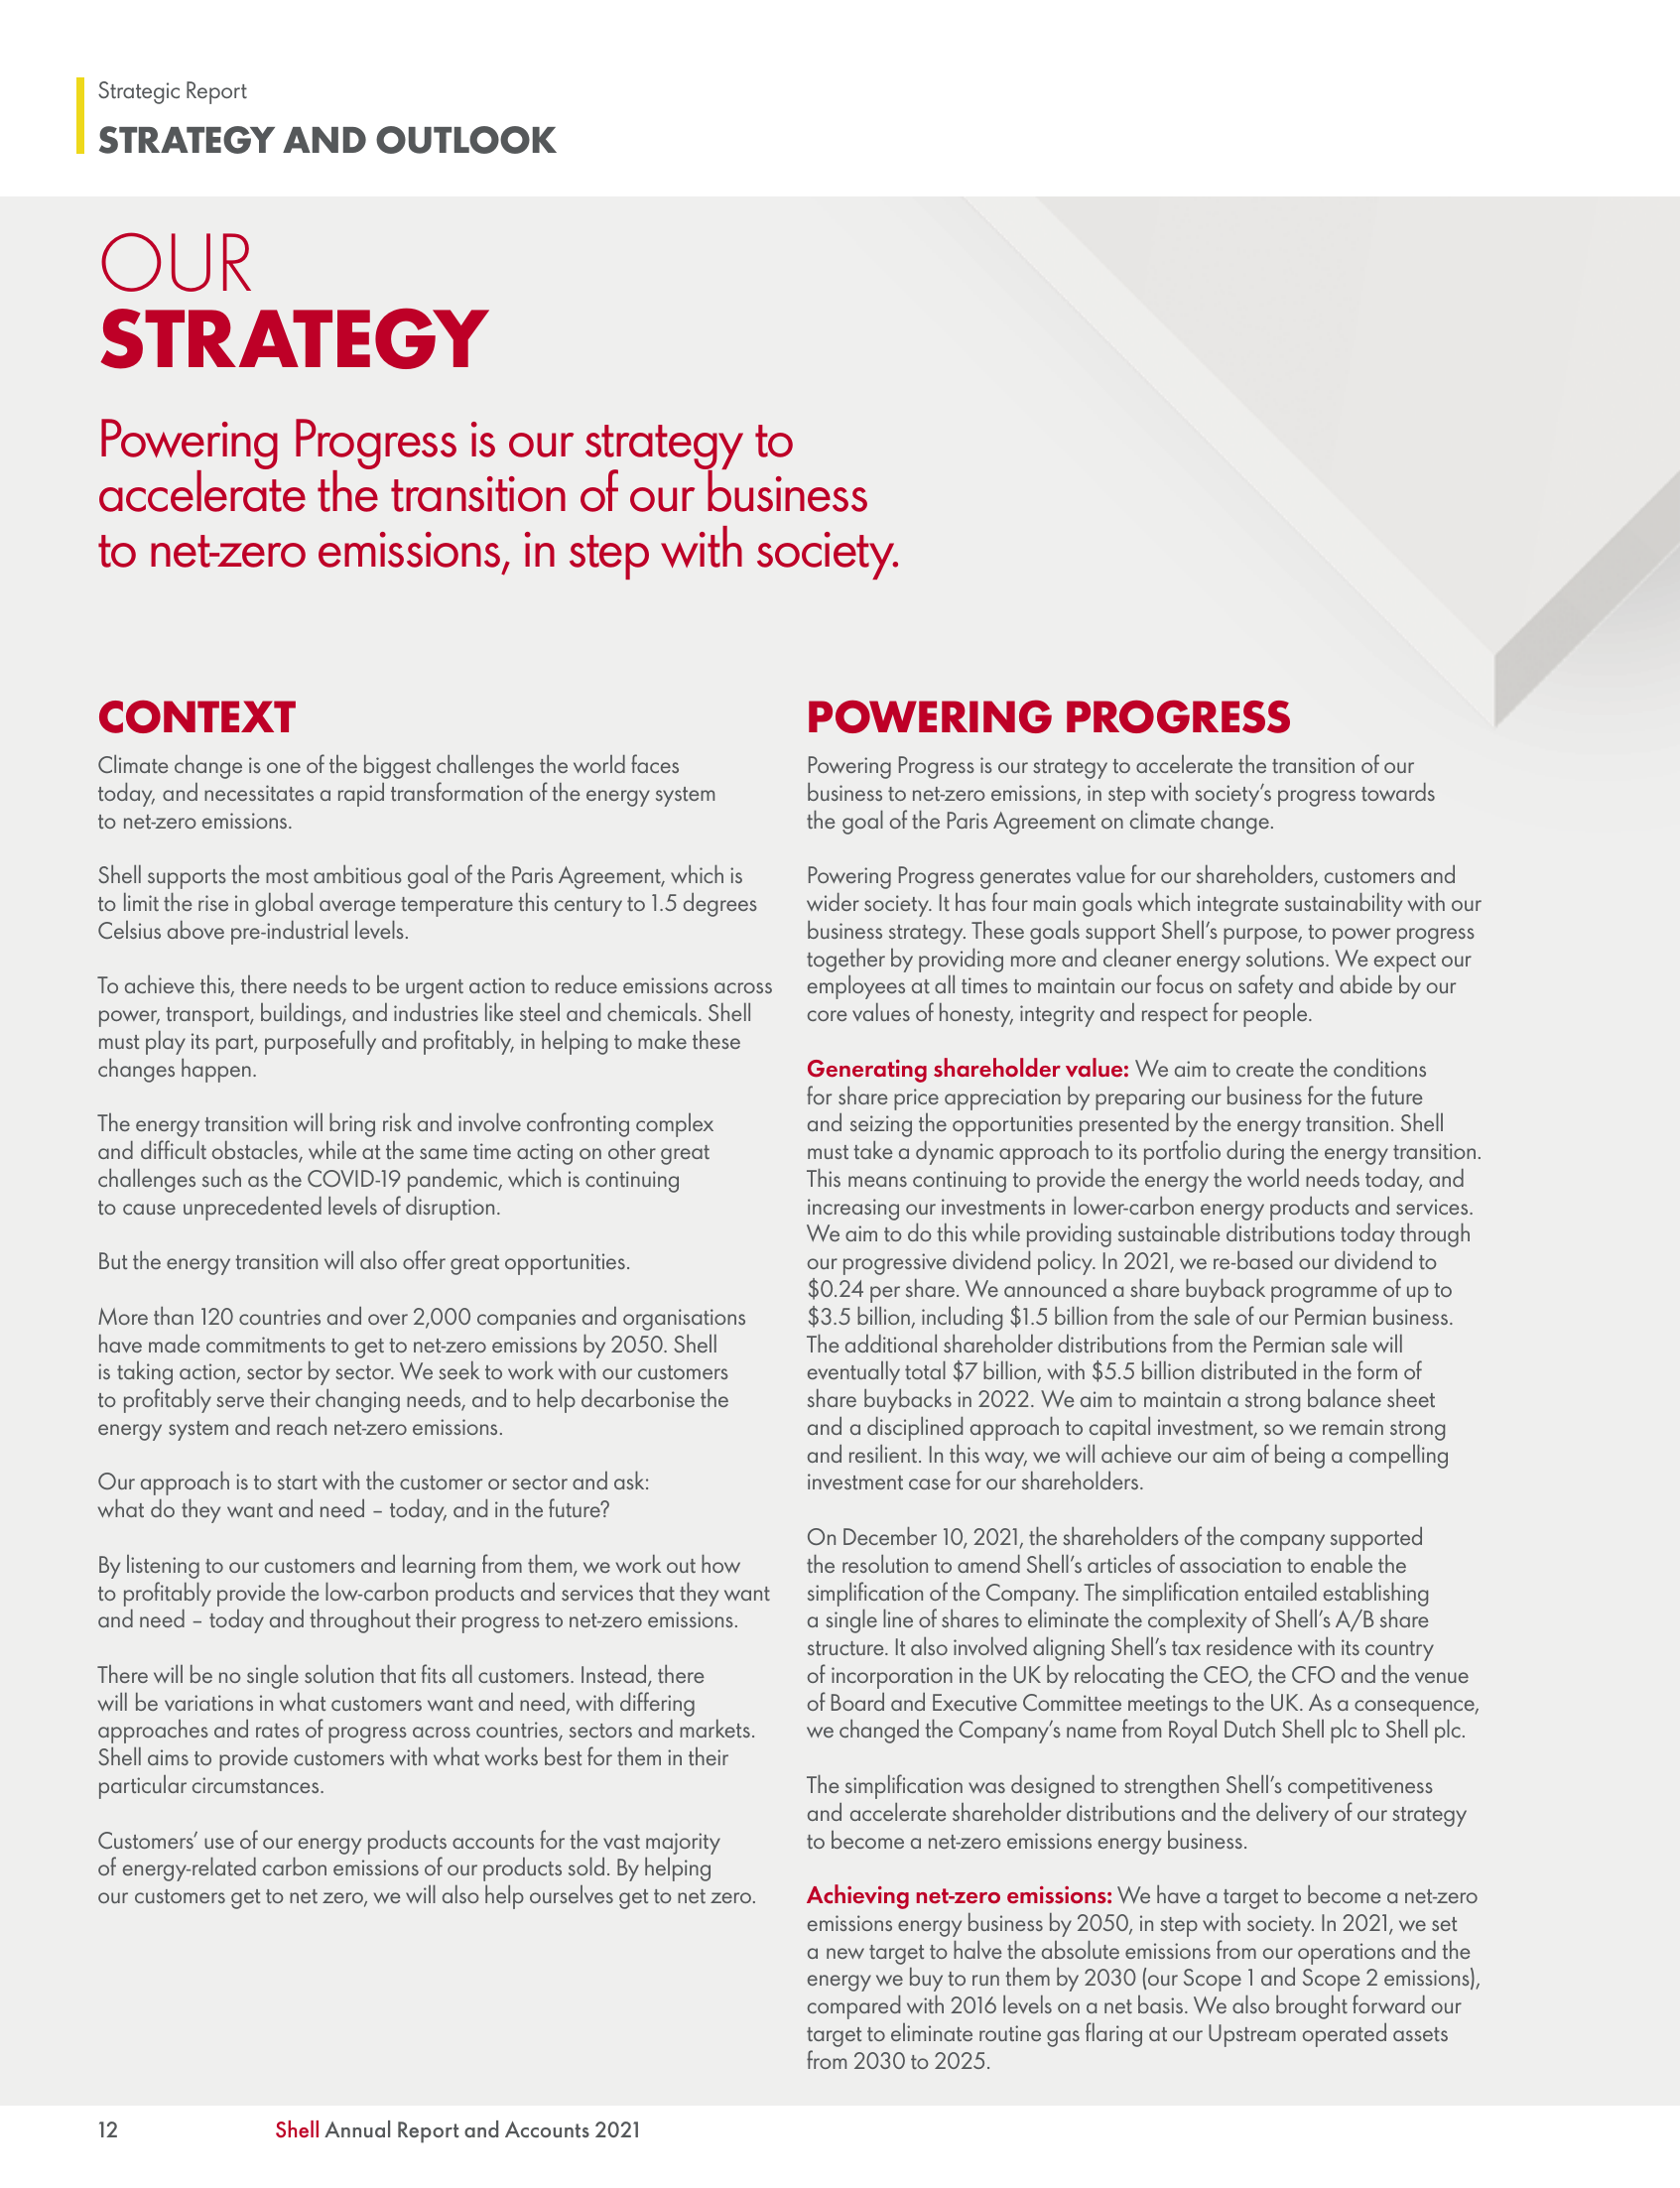 Strategic Report
STRATEGY AND OUTLOOK
OUR
STRATEGY
Powering Progress is our strategy to
accelerate the transition of our business
to net-zero emissions, in step with society.
CONTEXT
Climate change is one of the biggest challenges the world faces
today, and necessitates a rapid transformation of the energy system
to net-zero emissions.
Shell supports the most ambitious goal of the Paris Agreement, which is
to limit the rise in global average temperature this century to 1.5 degrees
Celsius above pre-industrial levels.
To achieve this, there needs to be urgent action to reduce emissions across
power, transport, buildings, and industries like steel and chemicals. Shell
must play its part, purposefully and profitably, in helping to make these
changes happen.
The energy transition will bring risk and involve confronting complex
and difficult obstacles, while at the same time acting on other great
challenges such as the COVID-19 pandemic, which is continuing
to cause unprecedented levels of disruption.
But the energy transition will also offer great opportunities.
More than 120 countries and over 2,000 companies and organisations
have made commitments to get to net-zero emissions by 2050. Shell
is taking action, sector by sector. We seek to work with our customers
to profitably serve their changing needs, and to help decarbonise the
energy system and reach net-zero emissions.
Our approach is to start with the customer or sector and ask:
what do they want and need – today, and in the future?
By listening to our customers and learning from them, we work out how
to profitably provide the low-carbon products and services that they want
and need – today and throughout their progress to net-zero emissions.
There will be no single solution that fits all customers. Instead, there
will be variations in what customers want and need, with differing
approaches and rates of progress across countries, sectors and markets.
Shell aims to provide customers with what works best for them in their
particular circumstances.
Customers' use of our energy products accounts for the vast majority
of energy-related carbon emissions of our products sold. By helping
our customers get to net zero, we will also help ourselves get to net zero.
POWERING PROGRESS
Powering Progress is our strategy to accelerate the transition of our
business to net-zero emissions, in step with society's progress towards
the goal of the Paris Agreement on climate change.
Powering Progress generates value for our shareholders, customers and
wider society. It has four main goals which integrate sustainability with our
business strategy. These goals support Shell's purpose, to power progress
together by providing more and cleaner energy solutions. We expect our
employees at all times to maintain our focus on safety and abide by our
core values of honesty, integrity and respect for people.
Generating shareholder value: We aim to create the conditions
for share price appreciation by preparing our business for the future
and seizing the opportunities presented by the energy transition. Shell
must take a dynamic approach to its portfolio during the energy transition.
This means continuing to provide the energy the world needs today, and
increasing our investments in lower-carbon energy products and services.
We aim to do this while providing sustainable distributions today through
our progressive dividend policy. In 2021, we re-based our dividend to
$0.24 per share. We announced a share buyback programme of up to
$3.5 billion, including $1.5 billion from the sale of our Permian business.
The additional shareholder distributions from the Permian sale will
eventually total $7 billion, with $5.5 billion distributed in the form of
share buybacks in 2022. We aim to maintain a strong balance sheet
and a disciplined approach to capital investment, so we remain strong
and resilient. In this way, we will achieve our aim of being a compelling
investment case for our shareholders.
On December 10, 2021, the shareholders of the company supported
the resolution to amend Shell's articles of association to enable the
simplification of the Company. The simplification entailed establishing
a single line of shares to eliminate the complexity of Shell's A/B share
structure. It also involved aligning Shell's tax residence with its country
of incorporation in the UK by relocating the CEO, the CFO and the venue
of Board and Executive Committee meetings to the UK. As a consequence,
we changed the Company's name from Royal Dutch Shell plc to Shell plc.
The simplification was designed to strengthen Shell's competitiveness
and accelerate shareholder distributions and the delivery of our strategy
to become a net-zero emissions energy business.
Achieving net-zero emissions: We have a target to become a net-zero
emissions energy business by 2050, in step with society. In 2021, we set
a new target to halve the absolute emissions from our operations and the
energy we buy to run them by 2030 (our Scope 1 and Scope 2 emissions),
compared with 2016 levels on a net basis. We also brought forward our
target to eliminate routine gas flaring at our Upstream operated assets
from 2030 to 2025.
12 Shell Annual Report and Accounts 2021